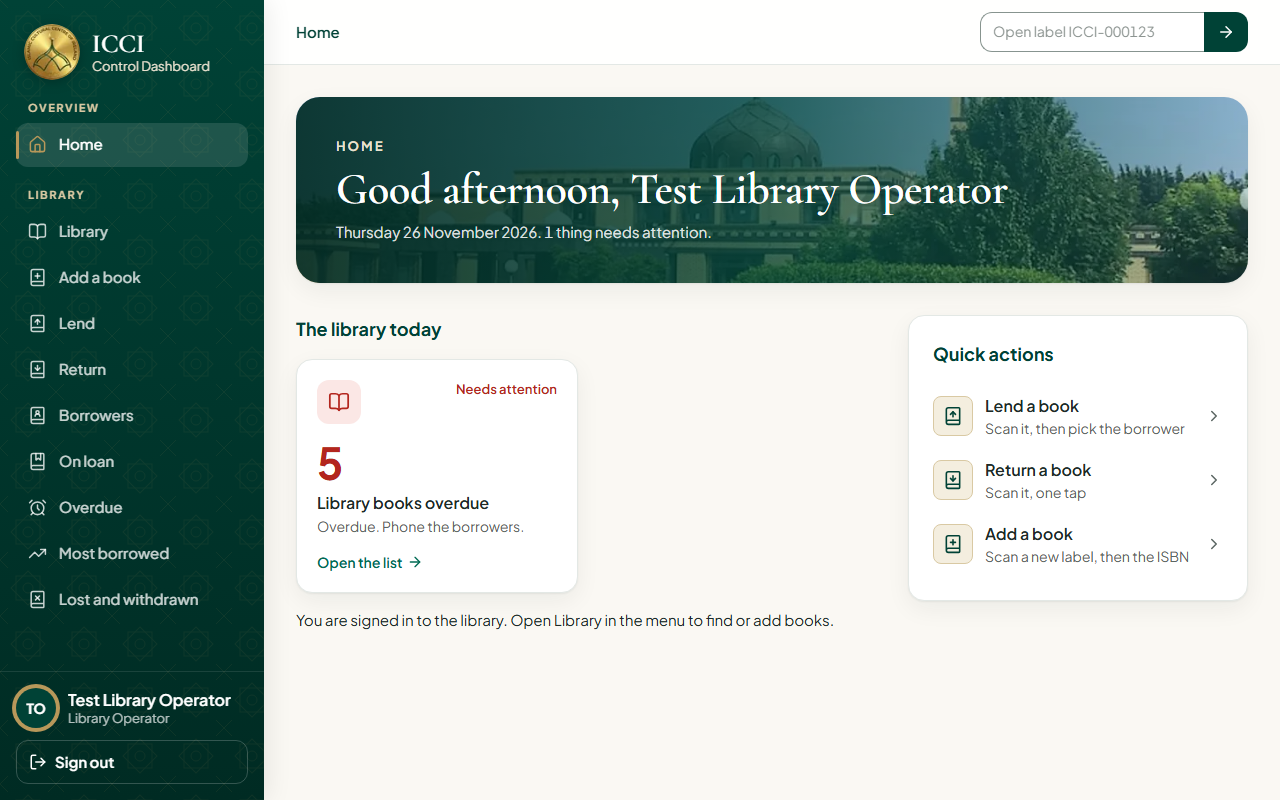 ICCI
Control Dashboard
OVERVIEW
Home
LIBRARY
Library
Add a book
Lend
Return
Borrowers
On loan
Overdue
Most borrowed
Lost and withdrawn
TO
Test Library Operator
Library Operator
Sign out
Home
Open label ICCI-000123
HOME
Good afternoon, Test Library Operator
Thursday 26 November 2026. 1 thing needs attention.
The library today
Needs attention
5
Library books overdue
Overdue. Phone the borrowers.
Open the list
You are signed in to the library. Open Library in the menu to find or add books.
Quick actions
Lend a book
Scan it, then pick the borrower
Return a book
Scan it, one tap
Add a book
Scan a new label, then the ISBN